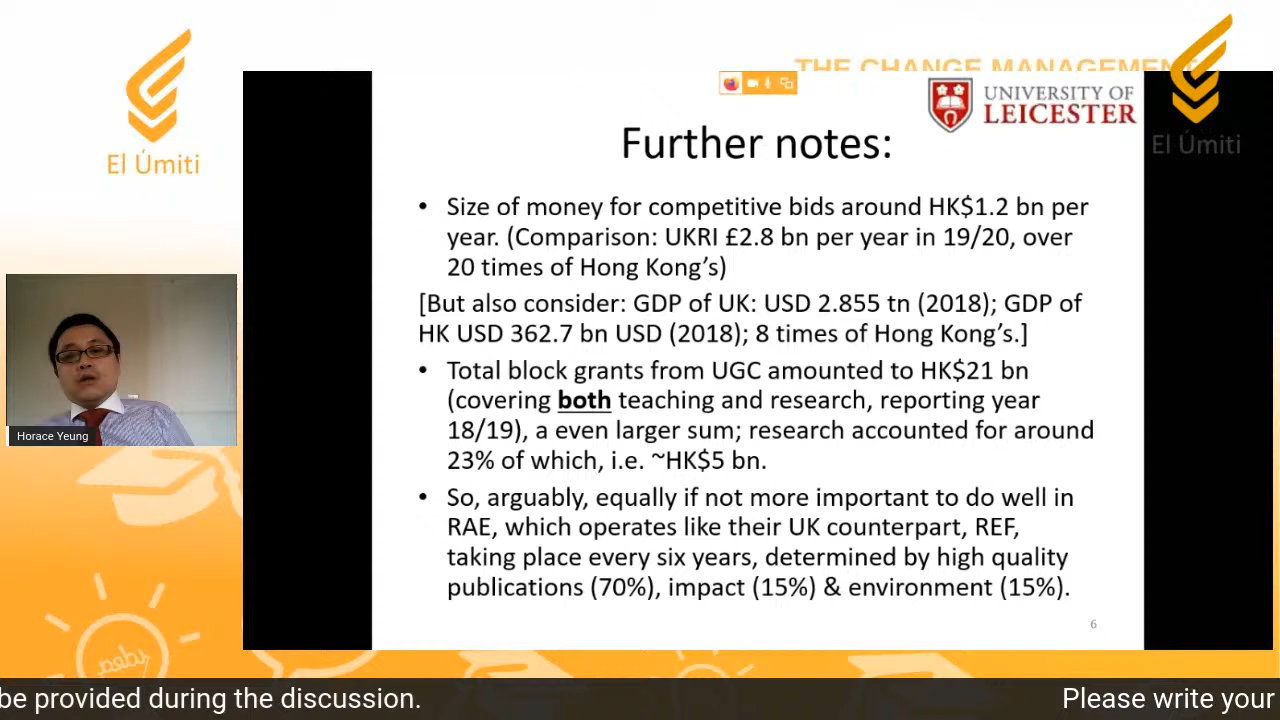 THE CHANGE MANAGEMENT
El Úmiti
UNIVERSITY OF
LEICESTER
El Úmiti
Further notes:
• Size of money for competitive bids around HK$1.2 bn per
year. (Comparison: UKRI £2.8 bn per year in 19/20, over
20 times of Hong Kong’s)
[But also consider: GDP of UK: USD 2.855 tn (2018); GDP of
HK USD 362.7 bn USD (2018); 8 times of Hong Kong’s.]
• Total block grants from UGC amounted to HK$21 bn
(covering both teaching and research, reporting year
18/19), a even larger sum; research accounted for around
23% of which, i.e. ~HK$5 bn.
• So, arguably, equally if not more important to do well in
RAE, which operates like their UK counterpart, REF,
taking place every six years, determined by high quality
publications (70%), impact (15%) & environment (15%).
6
Horace Yeung
idea
be provided during the discussion.
Please write your